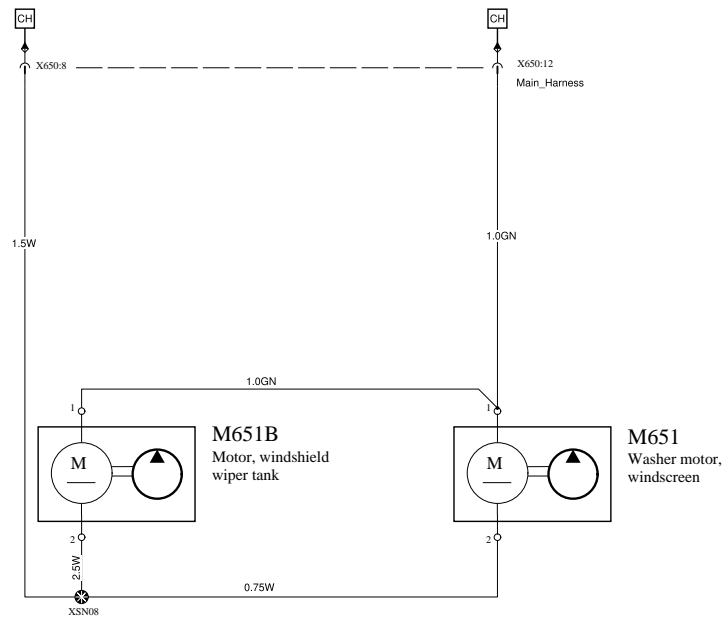 CH
CH
X650:8
X650:12
Main_Harness
1.5W
1.0GN
1.0GN
1
1
M651B
Motor, windshield
wiper tank
M651
Washer motor,
windscreen
M
M
2
2
2.5W
0.75W
XSN08